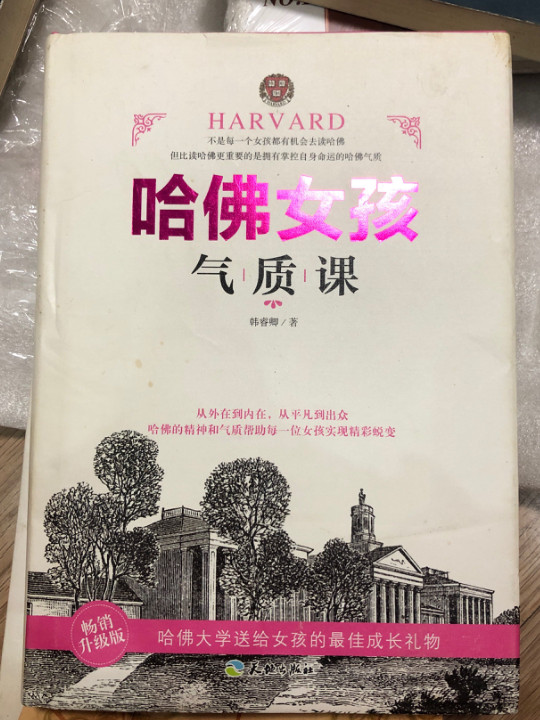 HARVARD
不是每一个女孩都有机会去读哈佛
但比读哈佛更重要的是拥有掌控自身命运的哈佛气质
哈佛女孩
气质课
韩睿卿/著
从外在到内在，从平凡到出众
哈佛的精神和气质帮助每一位女孩实现精彩蜕变
畅销
升级版
哈佛大学送给女孩的最佳成长礼物
天地出版社